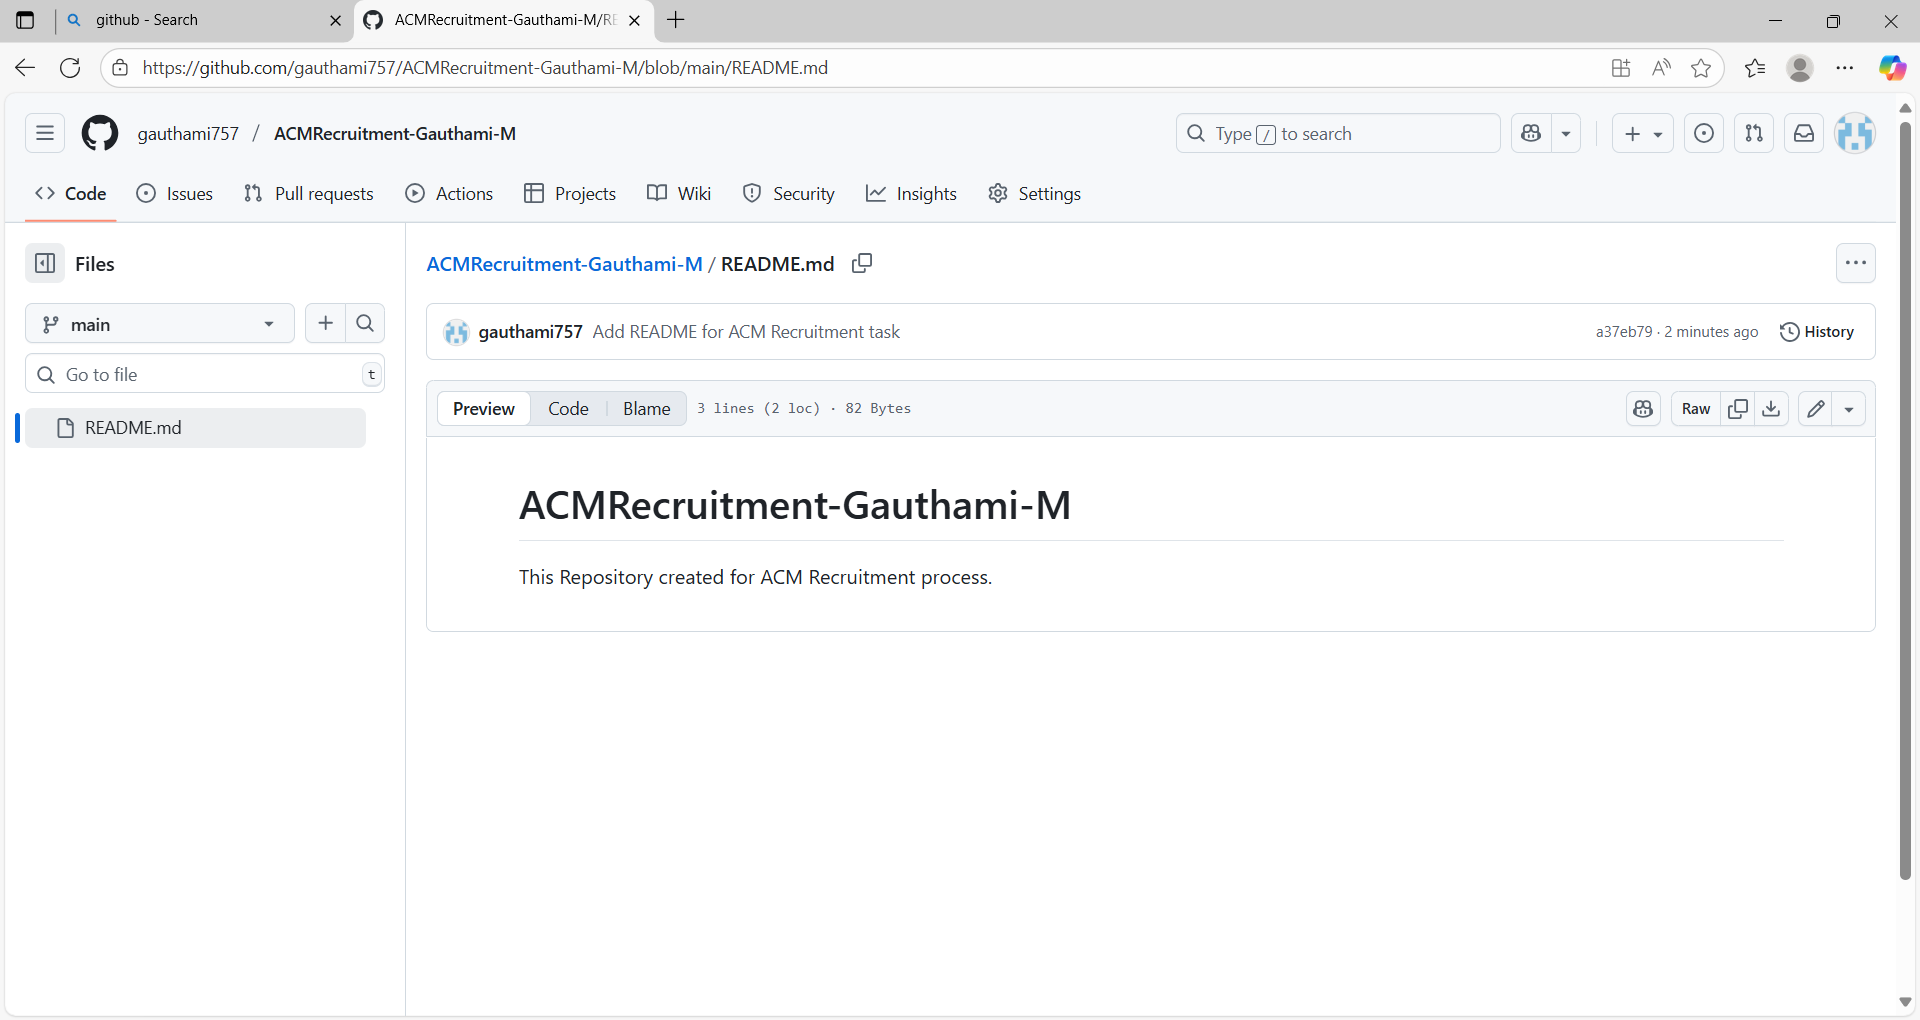 github - Search
ACMRecruitment-Gauthami-M/RE
https://github.com/gauthami757/ACMRecruitment-Gauthami-M/blob/main/README.md
gauthami757 / ACMRecruitment-Gauthami-M
Type / to search
Code Issues Pull requests Actions Projects Wiki Security Insights Settings
Files
main
Go to file t
README.md
ACMRecruitment-Gauthami-M / README.md
gauthami757 Add README for ACM Recruitment task
a37eb79 · 2 minutes ago History
Preview Code Blame 3 lines (2 loc) · 82 Bytes
Raw
ACMRecruitment-Gauthami-M
This Repository created for ACM Recruitment process.